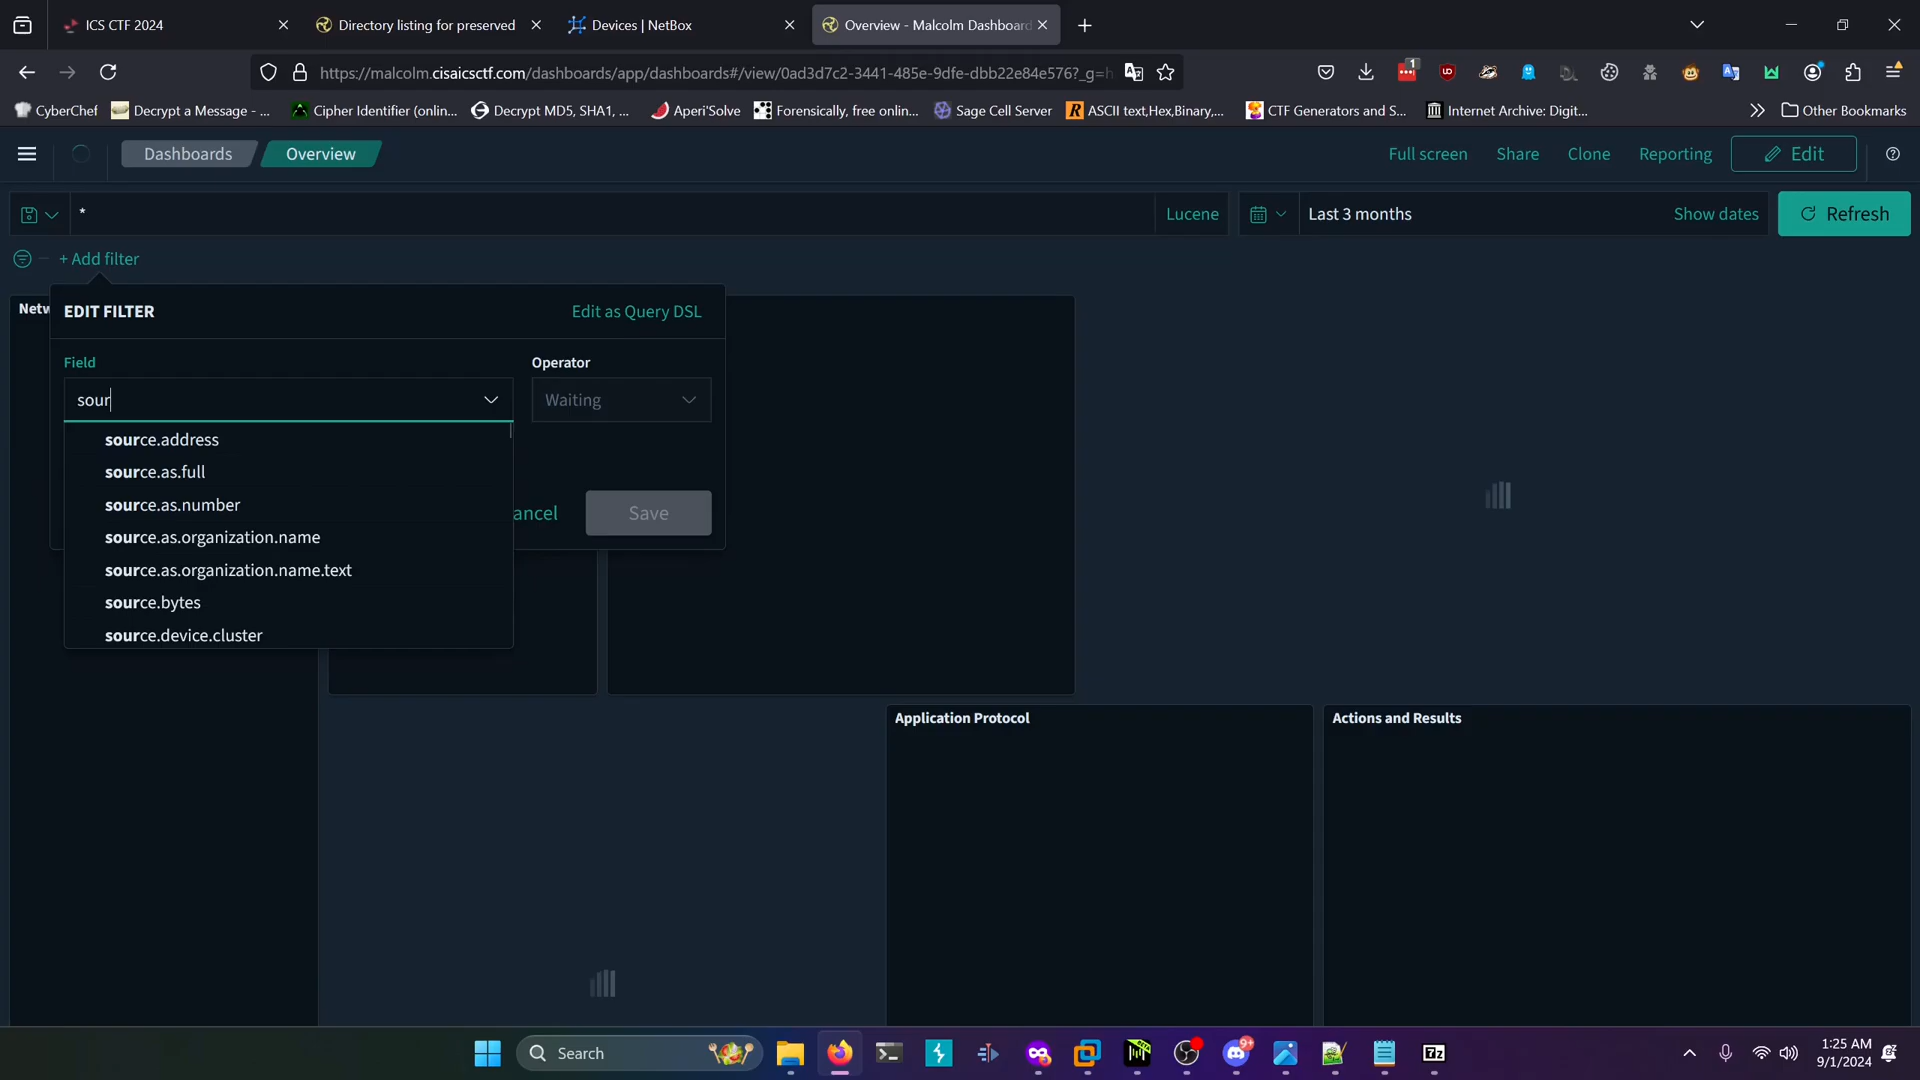 ICS CTF 2024
Directory listing for preserved
Devices | NetBox
Overview - Malcolm Dashboard
https://malcolm.cisaicsctf.com/dashboards/app/dashboards#/view/0ad3d7c2-3441-485e-9dfe-dbb22e84e576?_g=h
1
CyberChef
Decrypt a Message - ...
Cipher Identifier (onlin...
Decrypt MD5, SHA1, ...
Aperi'Solve
Forensically, free onlin...
Sage Cell Server
ASCII text,Hex,Binary,...
CTF Generators and S...
Internet Archive: Digit...
Other Bookmarks
Dashboards
Overview
Full screen
Share
Clone
Reporting
Edit
*
Lucene
Last 3 months
Show dates
Refresh
+ Add filter
Netw
EDIT FILTER
Edit as Query DSL
Field
Operator
sour
Waiting
source.address
source.as.full
source.as.number
source.as.organization.name
source.as.organization.name.text
source.bytes
source.device.cluster
ancel
Save
Application Protocol
Actions and Results
Search
9+
7z
1:25 AM
9/1/2024